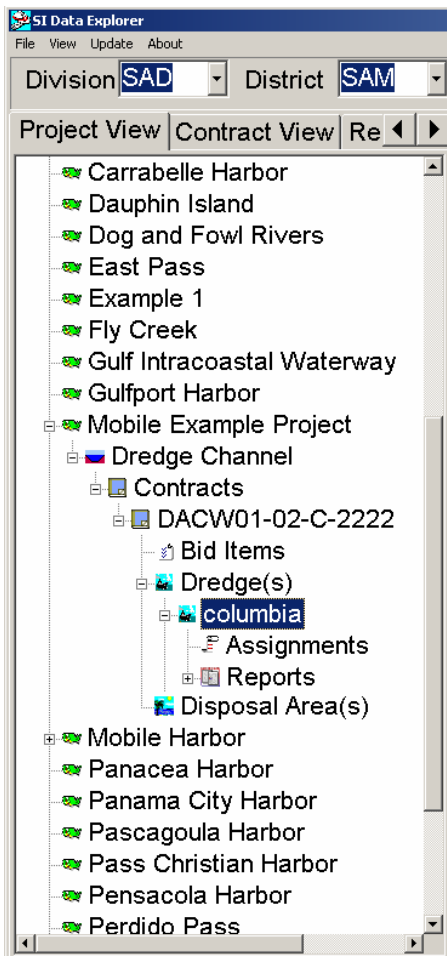 SI Data Explorer
File View Update About
Division SAD District SAM
Project View Contract View Re
Carrabelle Harbor
Dauphin Island
Dog and Fowl Rivers
East Pass
Example 1
Fly Creek
Gulf Intracoastal Waterway
Gulfport Harbor
Mobile Example Project
Dredge Channel
Contracts
DACW01-02-C-2222
Bid Items
Dredge(s)
columbia
Assignments
Reports
Disposal Area(s)
Mobile Harbor
Panacea Harbor
Panama City Harbor
Pascagoula Harbor
Pass Christian Harbor
Pensacola Harbor
Perdido Pass